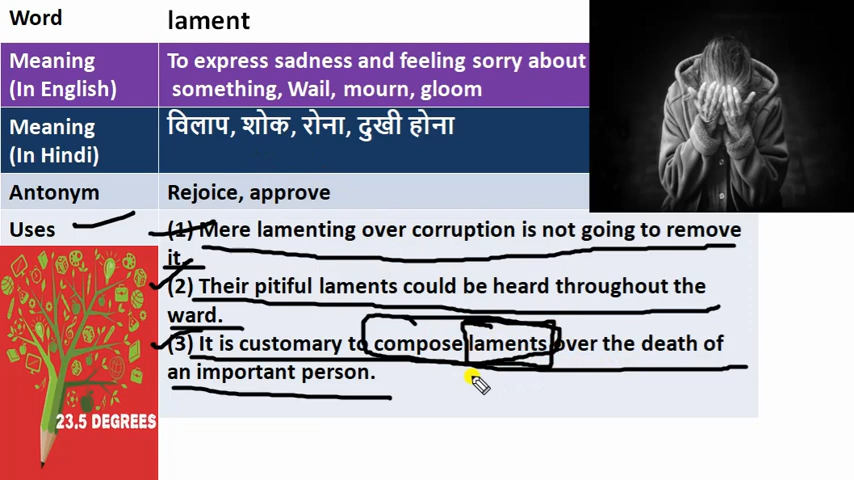 Word
lament
Meaning
(In English)
To express sadness and feeling sorry about
something, Wail, mourn, gloom
Meaning
(In Hindi)
विलाप, शोक, रोना, दुखी होना
Antonym
Rejoice, approve
Uses
(1) Mere lamenting over corruption is not going to remove
it.
(2) Their pitiful laments could be heard throughout the
ward.
(3) It is customary to compose laments over the death of
an important person.
23.5 DEGREES